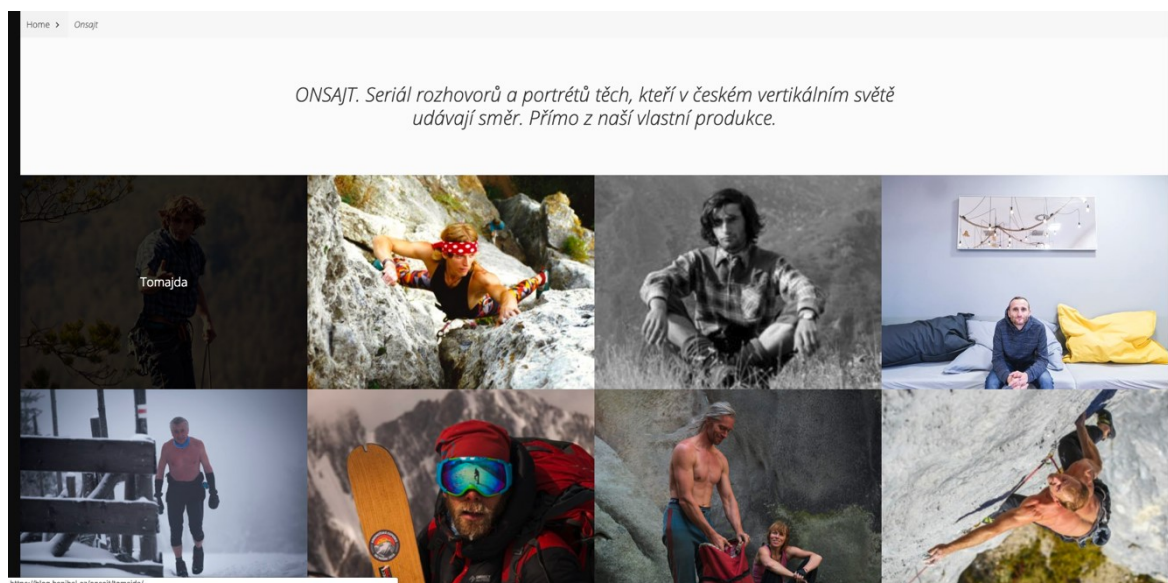 Home > Onsajt
ONSAJT. Seriál rozhovorů a portrétů těch, kteří v českém vertikálním světě
udávají směr. Přímo z naší vlastní produkce.
Tomajda